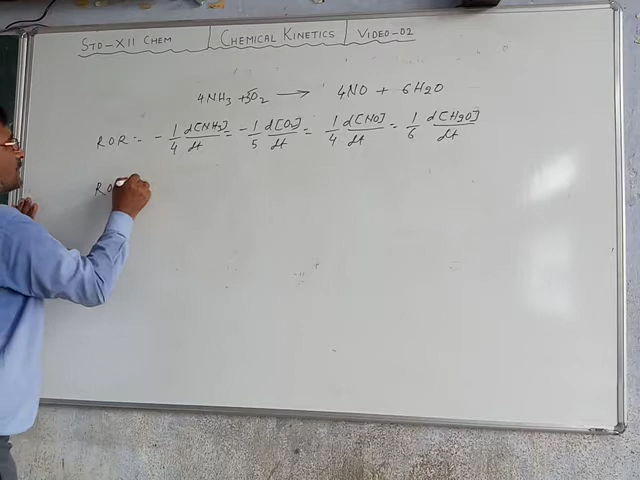 STD-XII CHEM | CHEMICAL KINETICS | VIDEO-02
4NH3 + 5O2 ⟶ 4NO + 6H2O
ROR:- - 1/4 d[NH3]/dt = - 1/5 d[O2]/dt = 1/4 d[NO]/dt = 1/6 d[H2O]/dt
RO